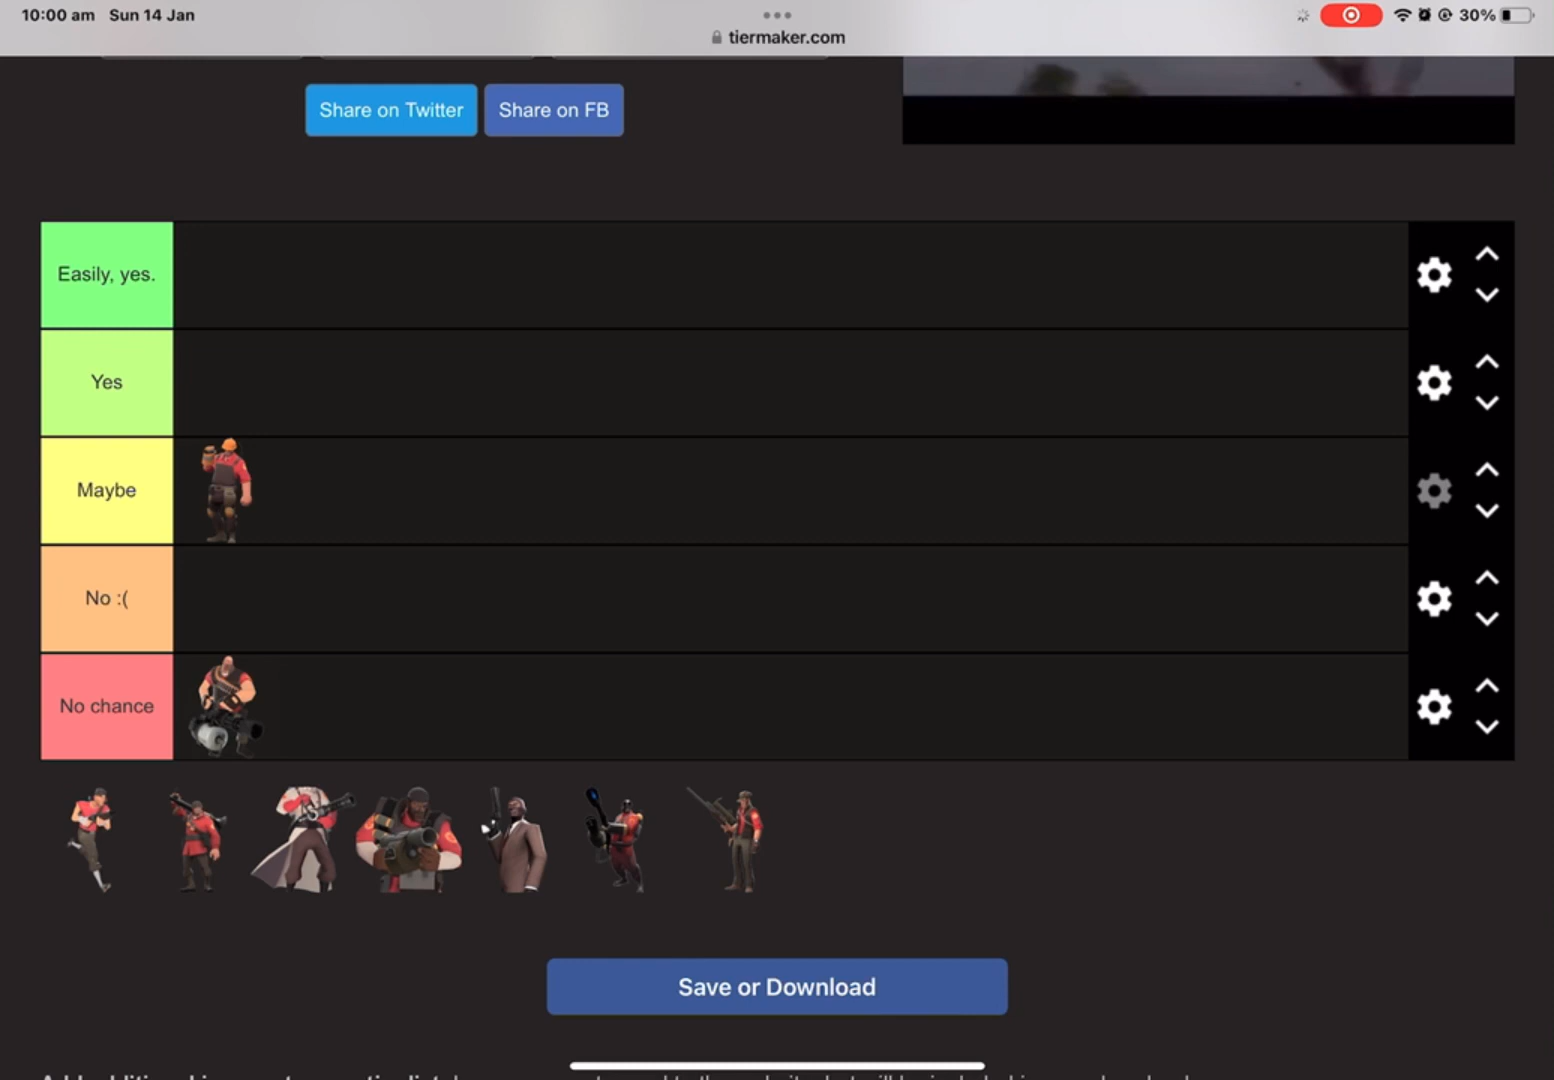 10:00 am Sun 14 Jan
30%
tiermaker.com
Share on Twitter
Share on FB
Easily, yes.
Yes
Maybe
No :(
No chance
Save or Download